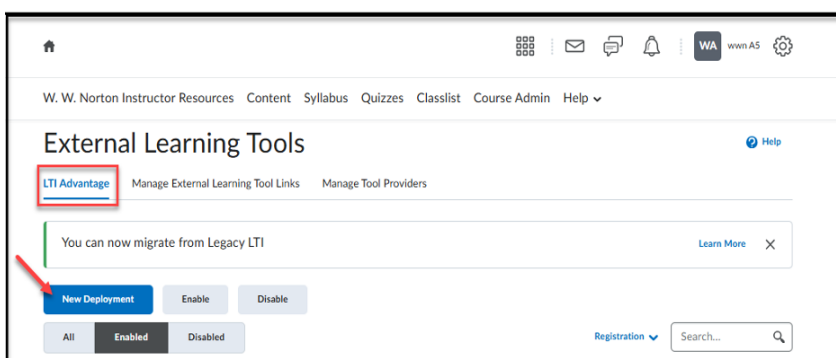 WA wwn A5
W. W. Norton Instructor Resources Content Syllabus Quizzes Classlist Course Admin Help
External Learning Tools
Help
LTI Advantage Manage External Learning Tool Links Manage Tool Providers
You can now migrate from Legacy LTI Learn More
New Deployment Enable Disable
All Enabled Disabled Registration Search...